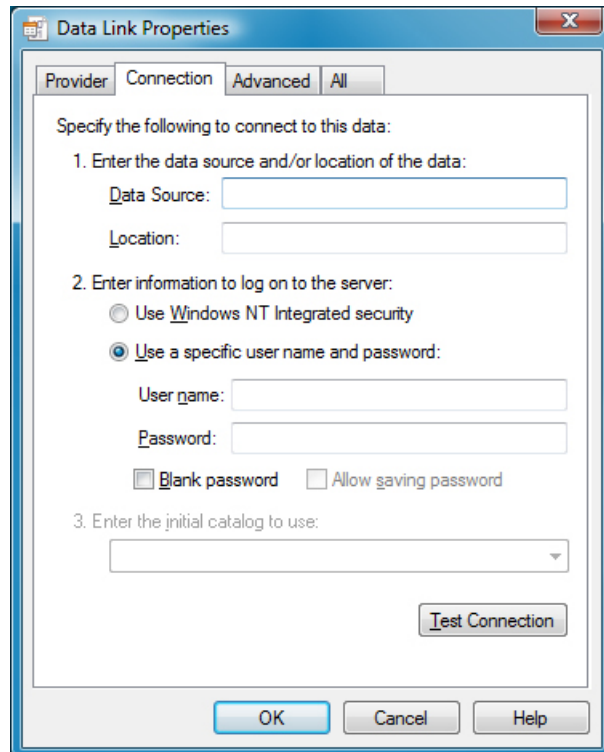 Data Link Properties
Provider Connection Advanced All
Specify the following to connect to this data:
1. Enter the data source and/or location of the data:
Data Source:
Location:
2. Enter information to log on to the server:
Use Windows NT Integrated security
Use a specific user name and password:
User name:
Password:
Blank password Allow saving password
3. Enter the initial catalog to use:
Test Connection
OK Cancel Help